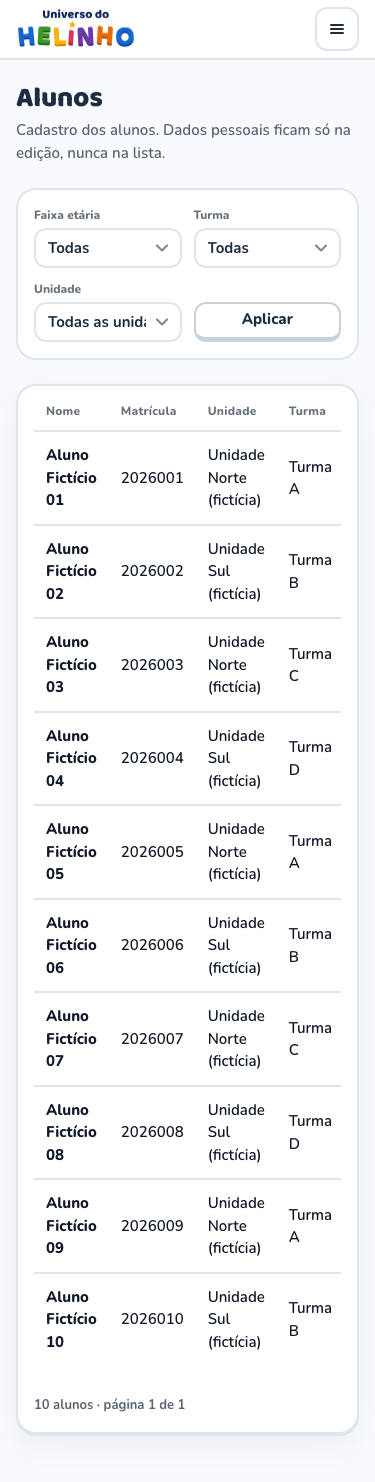 Universo do
HELINHO
Alunos
Cadastro dos alunos. Dados pessoais ficam só na
edição, nunca na lista.
Faixa etária Turma
Todas Todas
Unidade
Todas as unida Aplicar
Nome Matrícula Unidade Turma
Aluno Fictício 01 2026001 Unidade Norte (fictícia) Turma A
Aluno Fictício 02 2026002 Unidade Sul (fictícia) Turma B
Aluno Fictício 03 2026003 Unidade Norte (fictícia) Turma C
Aluno Fictício 04 2026004 Unidade Sul (fictícia) Turma D
Aluno Fictício 05 2026005 Unidade Norte (fictícia) Turma A
Aluno Fictício 06 2026006 Unidade Sul (fictícia) Turma B
Aluno Fictício 07 2026007 Unidade Norte (fictícia) Turma C
Aluno Fictício 08 2026008 Unidade Sul (fictícia) Turma D
Aluno Fictício 09 2026009 Unidade Norte (fictícia) Turma A
Aluno Fictício 10 2026010 Unidade Sul (fictícia) Turma B
10 alunos · página 1 de 1